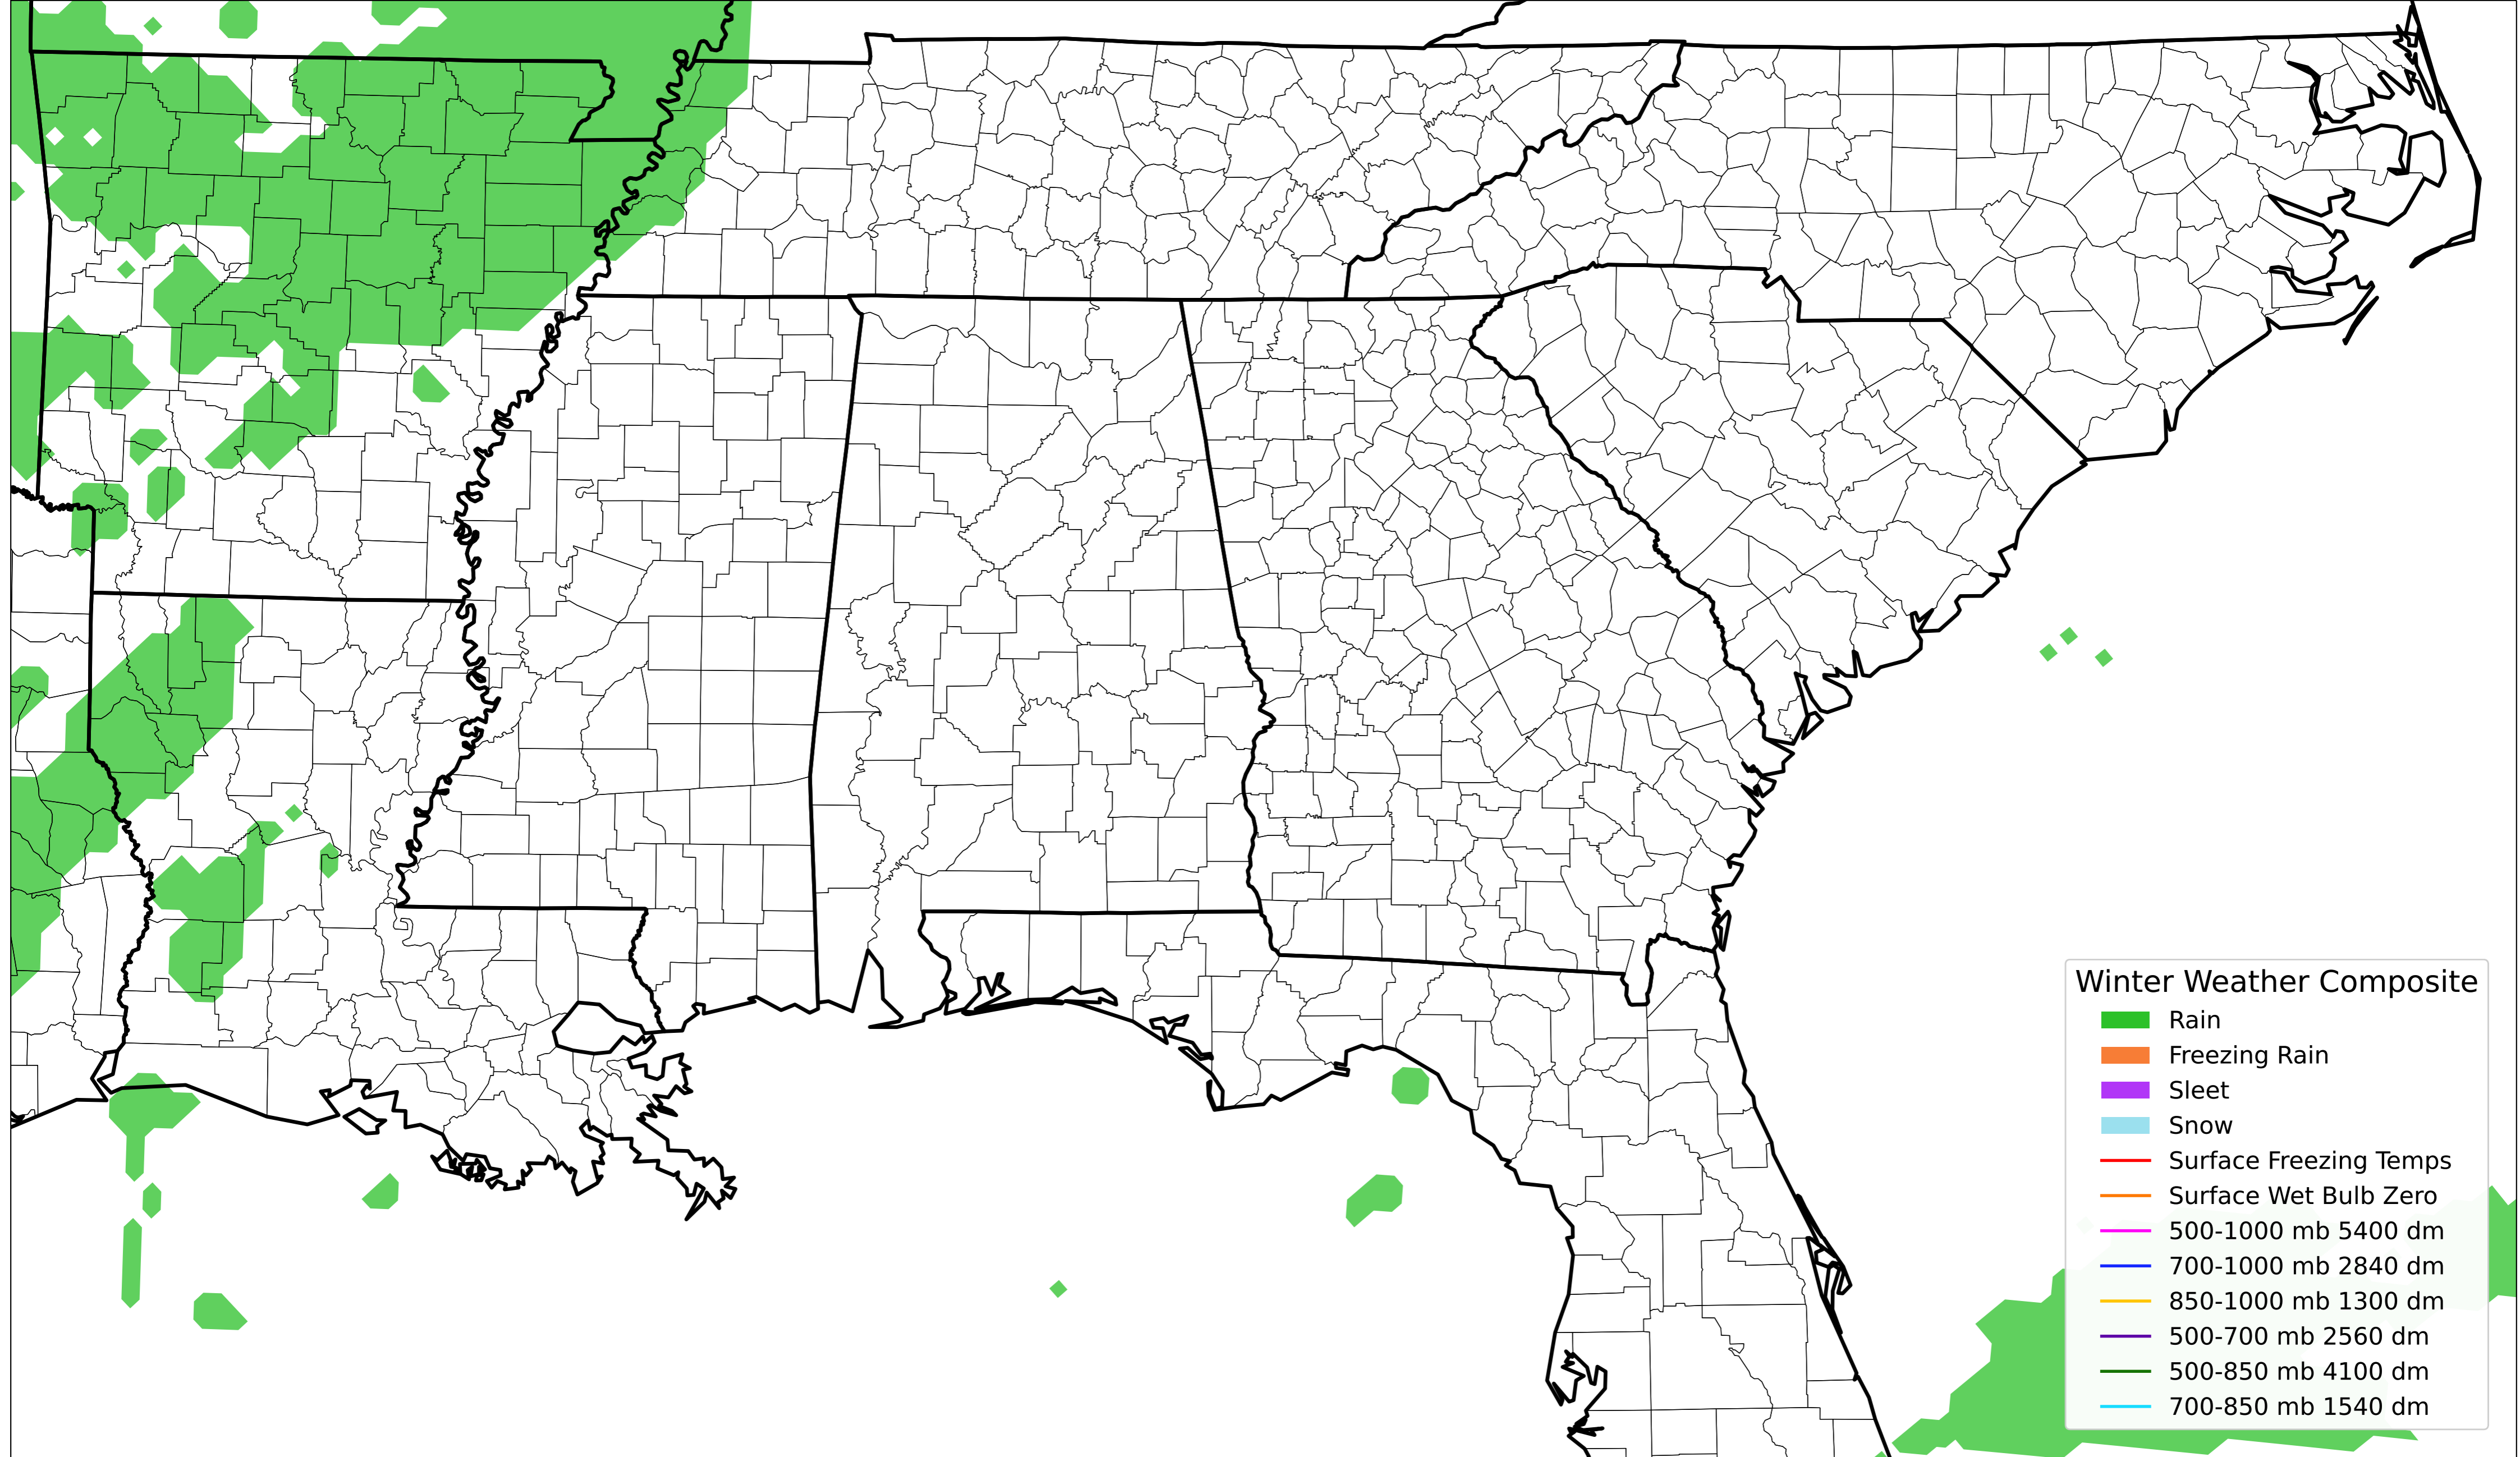 Winter Weather Composite
Rain
Freezing Rain
Sleet
Snow
Surface Freezing Temps
Surface Wet Bulb Zero
500-1000 mb 5400 dm
700-1000 mb 2840 dm
850-1000 mb 1300 dm
500-700 mb 2560 dm
500-850 mb 4100 dm
700-850 mb 1540 dm